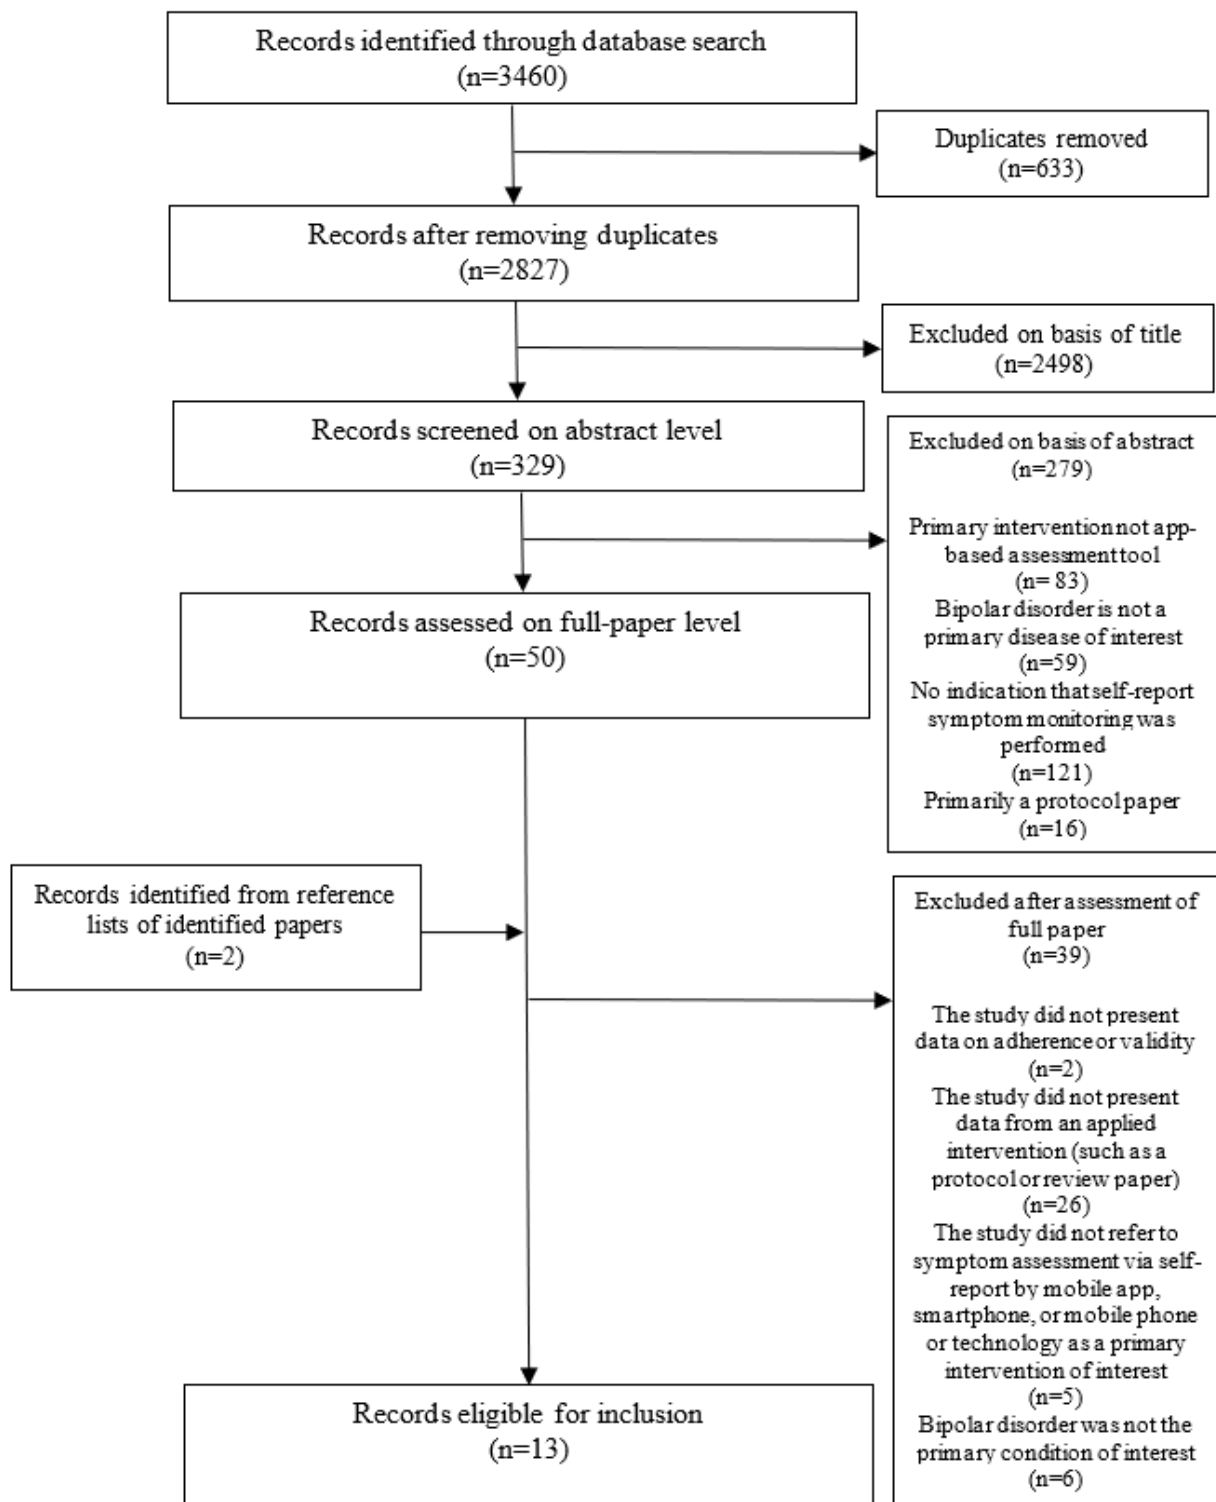 Records identified through database search
(n=3460)
Duplicates removed
(n=633)
Records after removing duplicates
(n=2827)
Excluded on basis of title
(n=2498)
Records screened on abstract level
(n=329)
Excluded on basis of abstract
(n=279)
Primary intervention not app-
based assessment tool
(n= 83)
Bipolar disorder is not a
primary disease of interest
(n=59)
No indication that self-report
symptom monitoring was
performed
(n=121)
Primarily a protocol paper
(n=16)
Records assessed on full-paper level
(n=50)
Records identified from reference
lists of identified papers
(n=2)
Excluded after assessment of
full paper
(n=39)
The study did not present
data on adherence or validity
(n=2)
The study did not present
data from an applied
intervention (such as a
protocol or review paper)
(n=26)
The study did not refer to
symptom assessment via self-
report by mobile app,
smartphone, or mobile phone
or technology as a primary
intervention of interest
(n=5)
Bipolar disorder was not the
primary condition of interest
(n=6)
Records eligible for inclusion
(n=13)